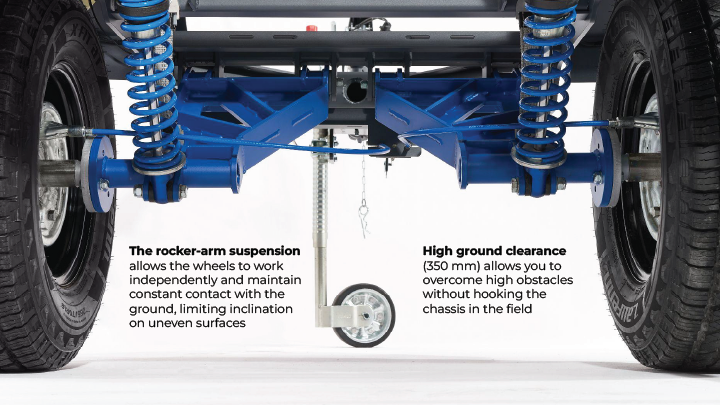 The rocker-arm suspension
allows the wheels to work
independently and maintain
constant contact with the
ground, limiting inclination
on uneven surfaces
High ground clearance
(350 mm) allows you to
overcome high obstacles
without hooking the
chassis in the field